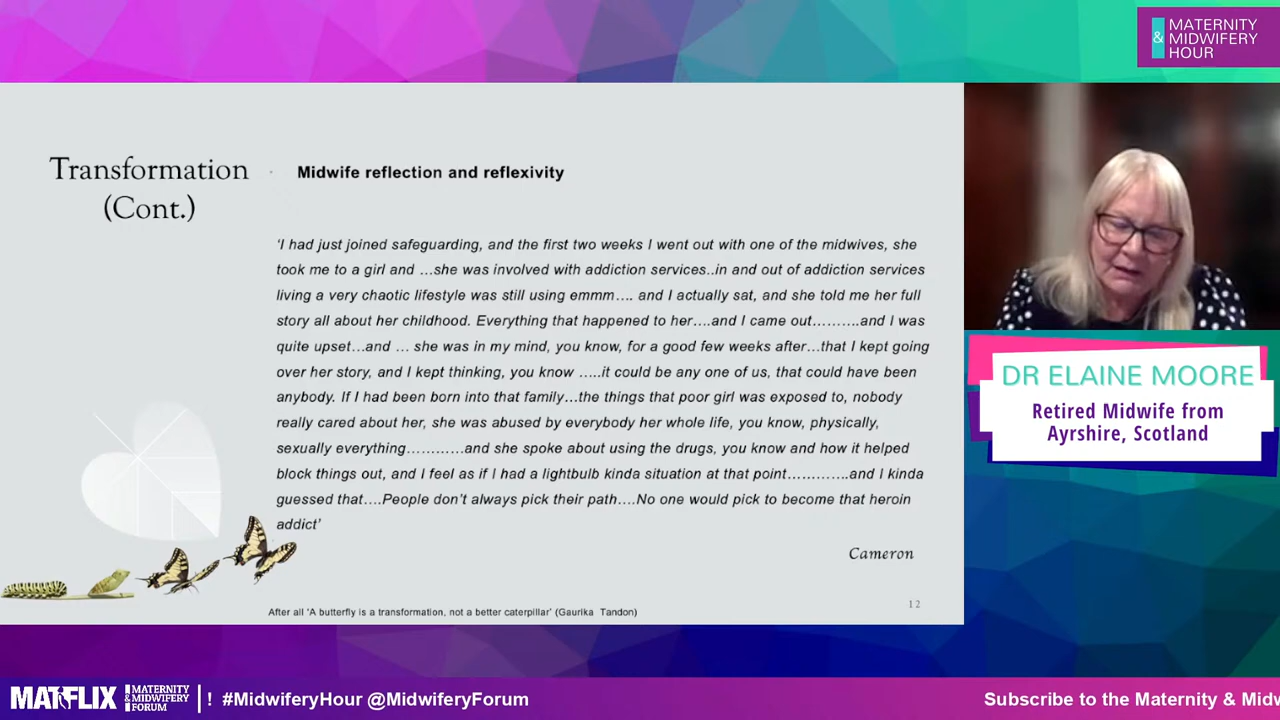 MATERNITY
& MIDWIFERY
HOUR
Transformation
(Cont.)
Midwife reflection and reflexivity
‘I had just joined safeguarding, and the first two weeks I went out with one of the midwives, she
took me to a girl and …she was involved with addiction services..in and out of addiction services
living a very chaotic lifestyle was still using emmm…. and I actually sat, and she told me her full
story all about her childhood. Everything that happened to her….and I came out……….and I was
quite upset…and … she was in my mind, you know, for a good few weeks after…that I kept going
over her story, and I kept thinking, you know …..it could be any one of us, that could have been
anybody. If I had been born into that family…the things that poor girl was exposed to, nobody
really cared about her, she was abused by everybody her whole life, you know, physically,
sexually everything…………and she spoke about using the drugs, you know and how it helped
block things out, and I feel as if I had a lightbulb kinda situation at that point………….and I kinda
guessed that….People don’t always pick their path….No one would pick to become that heroin
addict’
Cameron
After all ‘A butterfly is a transformation, not a better caterpillar’ (Gaurika Tandon)
12
DR ELAINE MOORE
Retired Midwife from
Ayrshire, Scotland
MATFLIX
MATERNITY
& MIDWIFERY
FORUM
! #MidwiferyHour @MidwiferyForum
Subscribe to the Maternity & Midw